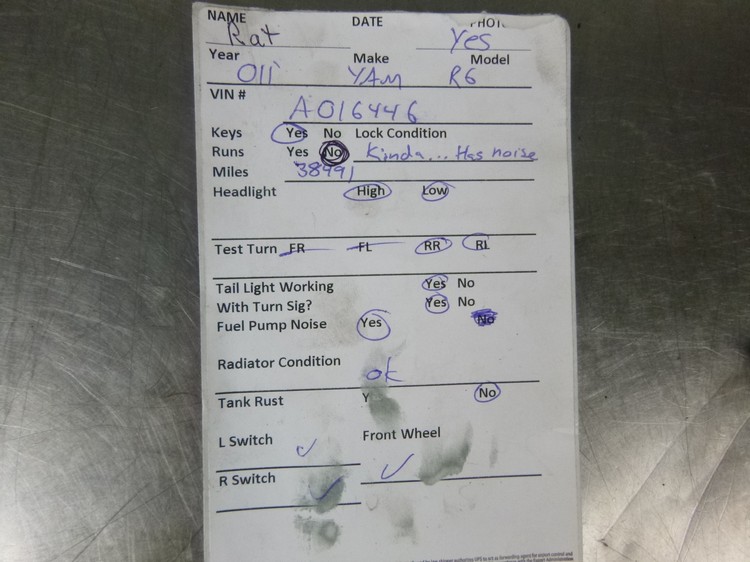 NAME Rat DATE PHOTO Yes
Year 011 Make YAM Model R6
VIN # A016446
Keys Yes No Lock Condition
Runs Yes No Kinda... Has noise
Miles 38991
Headlight High Low
Test Turn FR FL RR RL
Tail Light Working Yes No
With Turn Sig? Yes No
Fuel Pump Noise Yes No
Radiator Condition ok
Tank Rust Y No
L Switch ✓ Front Wheel ✓
R Switch ✓